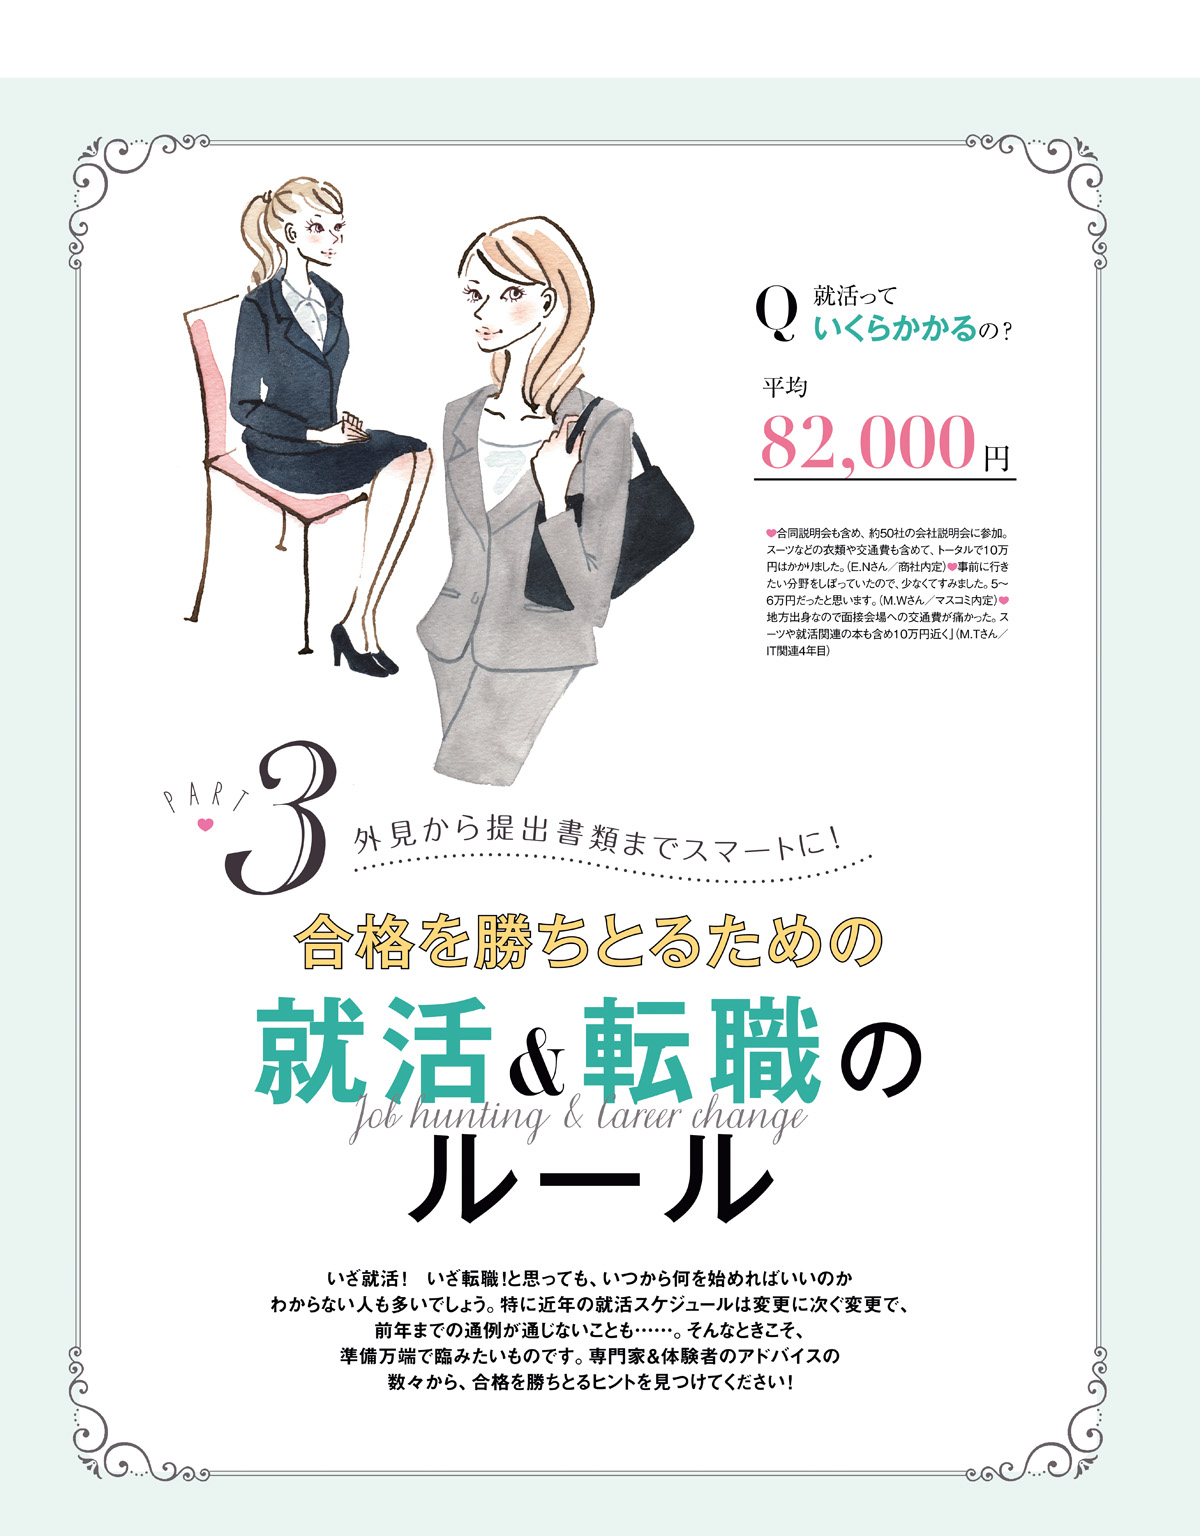 Q 就活って
いくらかかるの？
平均
82,000円
♥合同説明会も含め、約50社の会社説明会に参加。
スーツなどの衣類や交通費も含めて、トータルで10万
円はかかりました。（E.Nさん／商社内定）♥事前に行き
たい分野をしぼっていたので、少なくてすみました。5〜
6万円だったと思います。（M.Wさん／マスコミ内定）♥
地方出身なので面接会場への交通費が痛かった。ス
ーツや就活関連の本も含め10万円近く」（M.Tさん／
IT関連4年目）
PART
3
外見から提出書類までスマートに！
合格を勝ちとるための
就活&転職の
Job hunting & Career change
ルール
いざ就活！　いざ転職！と思っても、いつから何を始めればいいのか
わからない人も多いでしょう。特に近年の就活スケジュールは変更に次ぐ変更で、
前年までの通例が通じないことも……。そんなときこそ、
準備万端で臨みたいものです。専門家&体験者のアドバイスの
数々から、合格を勝ちとるヒントを見つけてください！